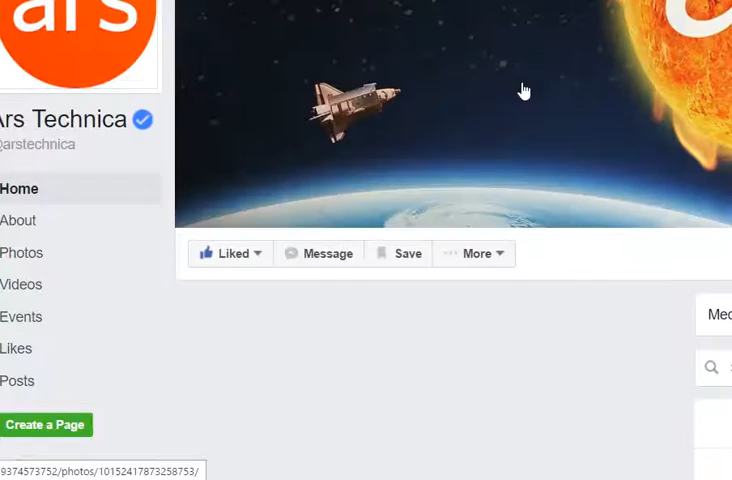 ars
Ars Technica
@arstechnica
Home
About
Photos
Videos
Events
Likes
Posts
Create a Page
Liked
Message
Save
More
9374573752/photos/10152417873258753/